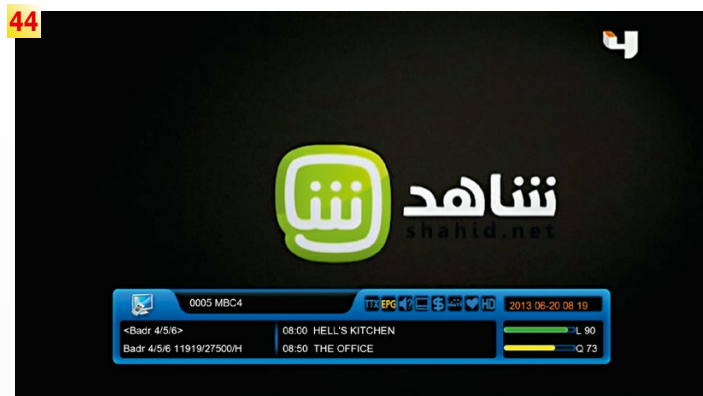 44
شاهد
shahid.net
0005 MBC4
TTX EPG $ HD
2013 06-20 08 19
<Badr 4/5/6>
08:00 HELL'S KITCHEN
L 90
Badr 4/5/6 11919/27500/H
08:50 THE OFFICE
Q 73